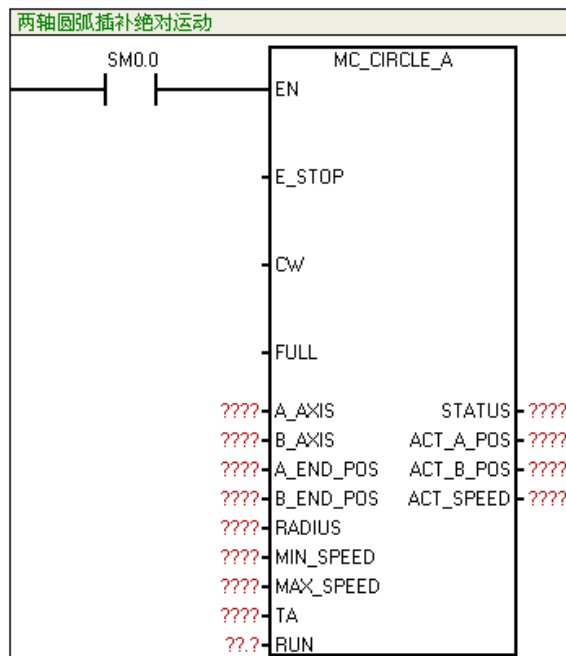 两轴圆弧插补绝对运动
SM0.0 MC_CIRCLE_A
EN
E_STOP
CW
FULL
????-A_AXIS STATUS-????
????-B_AXIS ACT_A_POS-????
????-A_END_POS ACT_B_POS-????
????-B_END_POS ACT_SPEED-????
????-RADIUS
????-MIN_SPEED
????-MAX_SPEED
????-TA
??.?-RUN